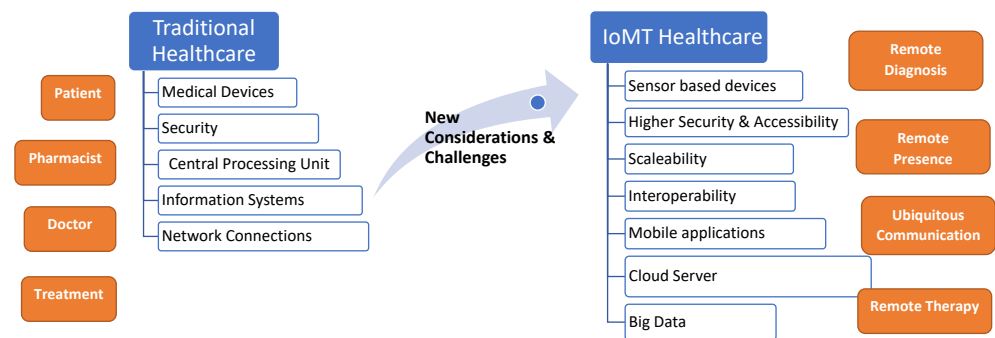 Traditional
Healthcare
Patient
Pharmacist
Doctor
Treatment
Medical Devices
Security
Central Processing Unit
Information Systems
Network Connections
New
Considerations &
Challenges
IoMT Healthcare
Sensor based devices
Higher Security & Accessibility
Scaleability
Interoperability
Mobile applications
Cloud Server
Big Data
Remote
Diagnosis
Remote
Presence
Ubiquitous
Communication
Remote Therapy